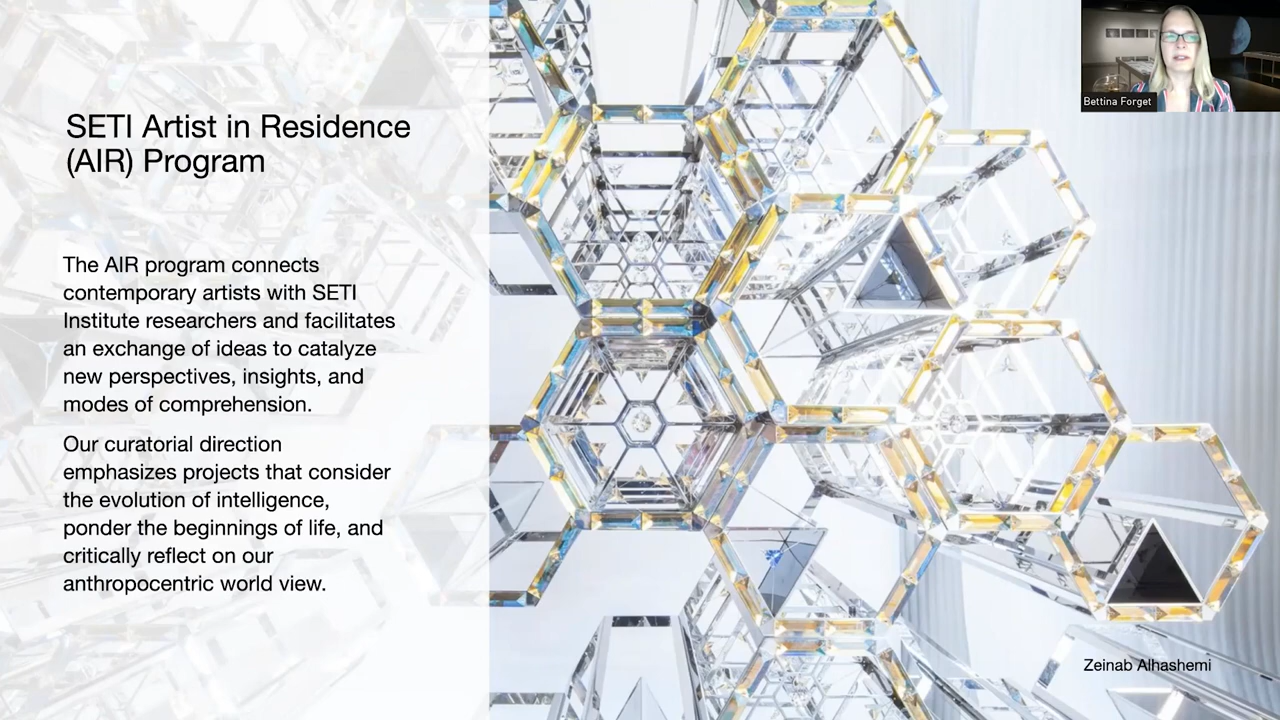 SETI Artist in Residence
(AIR) Program
The AIR program connects
contemporary artists with SETI
Institute researchers and facilitates
an exchange of ideas to catalyze
new perspectives, insights, and
modes of comprehension.
Our curatorial direction
emphasizes projects that consider
the evolution of intelligence,
ponder the beginnings of life, and
critically reflect on our
anthropocentric world view.
Bettina Forget
Zeinab Alhashemi